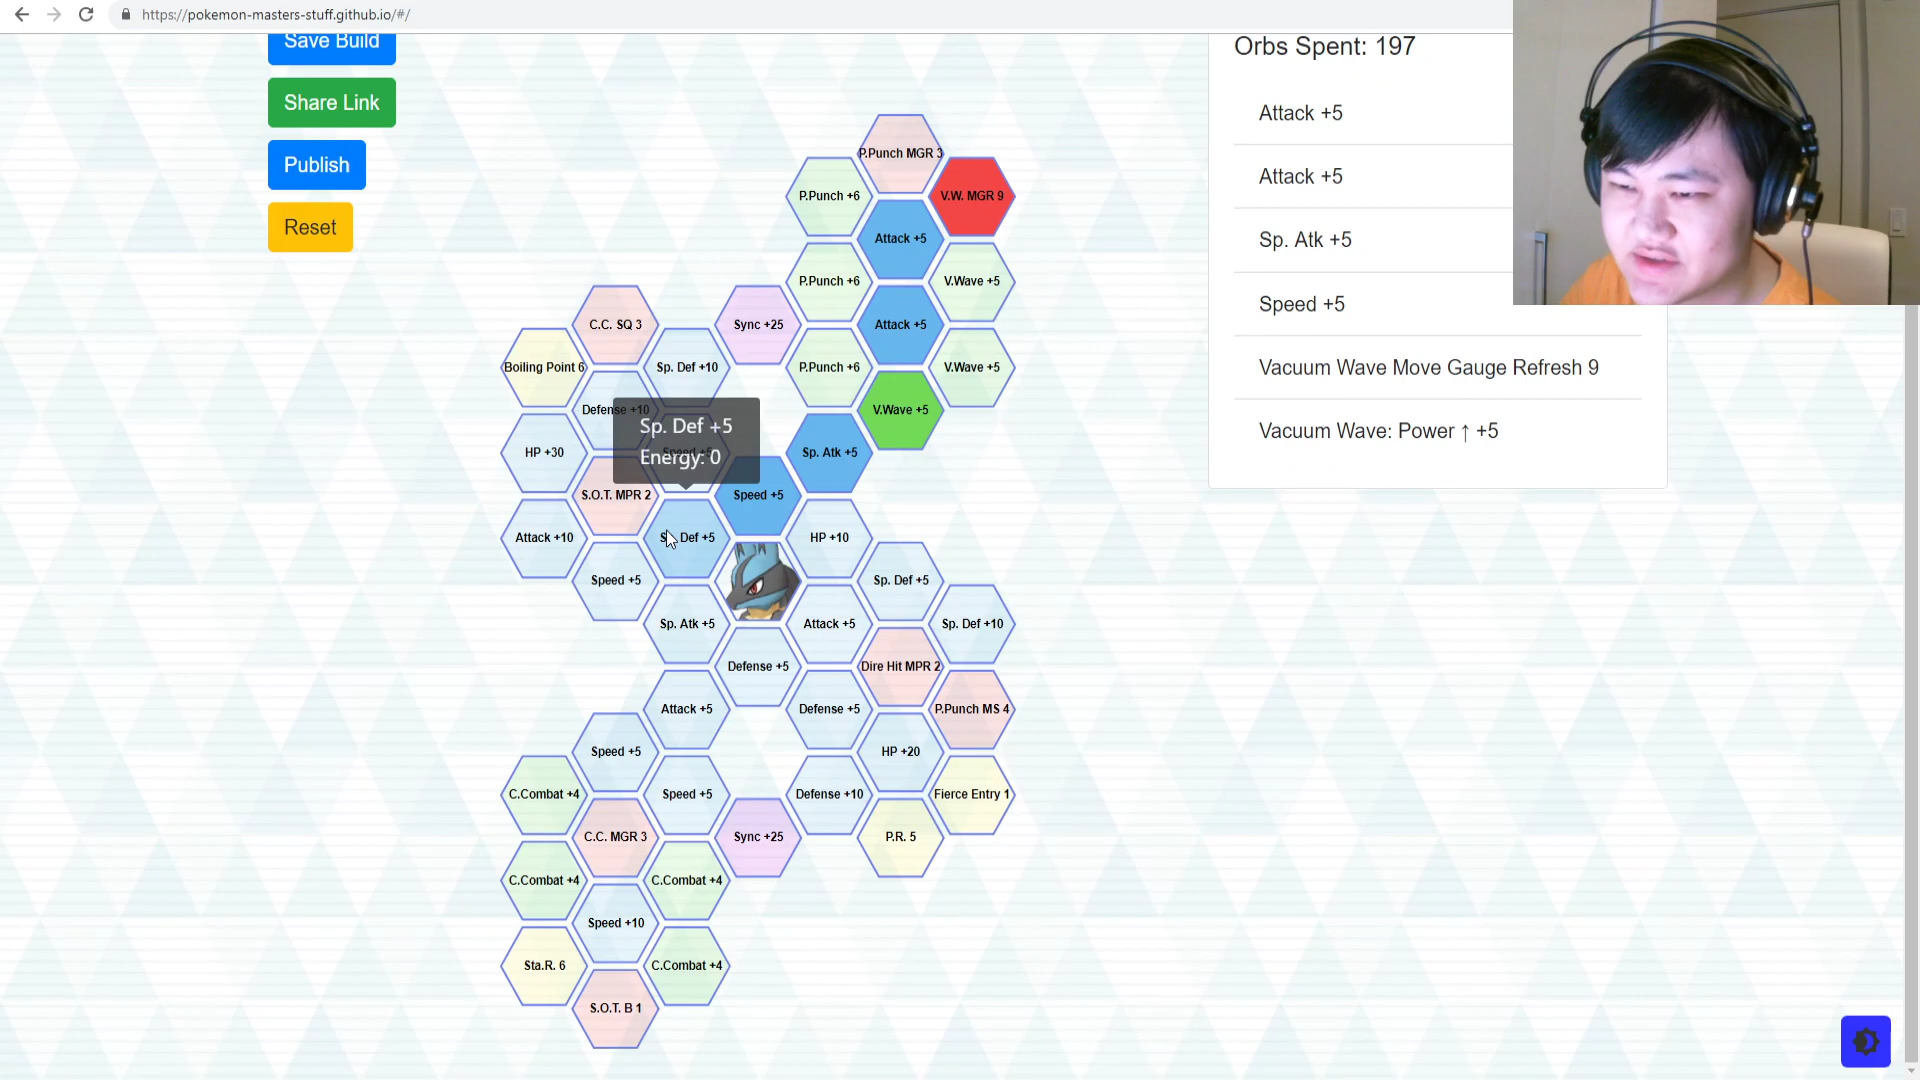 https://pokemon-masters-stuff.github.io/#/
Save Build
Share Link
Publish
Reset
P.Punch MGR 3
P.Punch +6
V.W. MGR 9
Attack +5
P.Punch +6
V.Wave +5
C.C. SQ 3
Sync +25
Attack +5
Boiling Point 6
Sp. Def +10
P.Punch +6
V.Wave +5
Defense +10
V.Wave +5
Sp. Def +5
Energy: 0
HP +30
Speed +5
Sp. Atk +5
S.O.T. MPR 2
Speed +5
Attack +10
Sp. Def +5
HP +10
Speed +5
Sp. Def +5
Sp. Atk +5
Attack +5
Sp. Def +10
Defense +5
Dire Hit MPR 2
Attack +5
Defense +5
P.Punch MS 4
Speed +5
HP +20
C.Combat +4
Speed +5
Defense +10
Fierce Entry 1
C.C. MGR 3
Sync +25
P.R. 5
C.Combat +4
C.Combat +4
Speed +10
Sta.R. 6
C.Combat +4
S.O.T. B 1
Orbs Spent: 197
Attack +5
Attack +5
Sp. Atk +5
Speed +5
Vacuum Wave Move Gauge Refresh 9
Vacuum Wave: Power ↑ +5